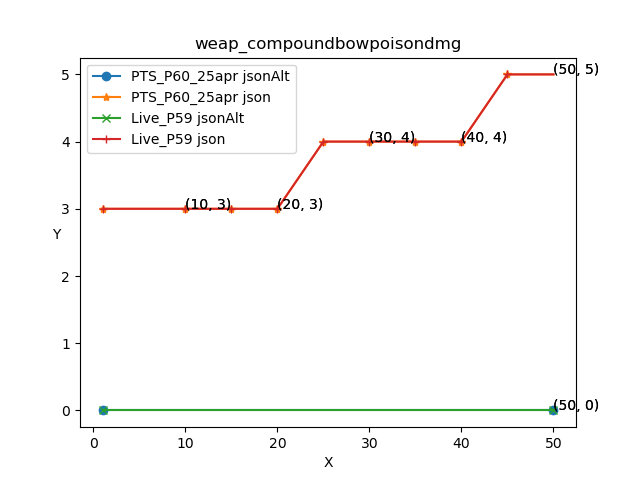 weap_compoundbowpoisondmg
PTS_P60_25apr jsonAlt
PTS_P60_25apr json
Live_P59 jsonAlt
Live_P59 json
(50, 5)
(30, 4)
(40, 4)
(10, 3)
(20, 3)
(50, 0)
5
4
3
2
1
0
Y
0 10 20 30 40 50
X